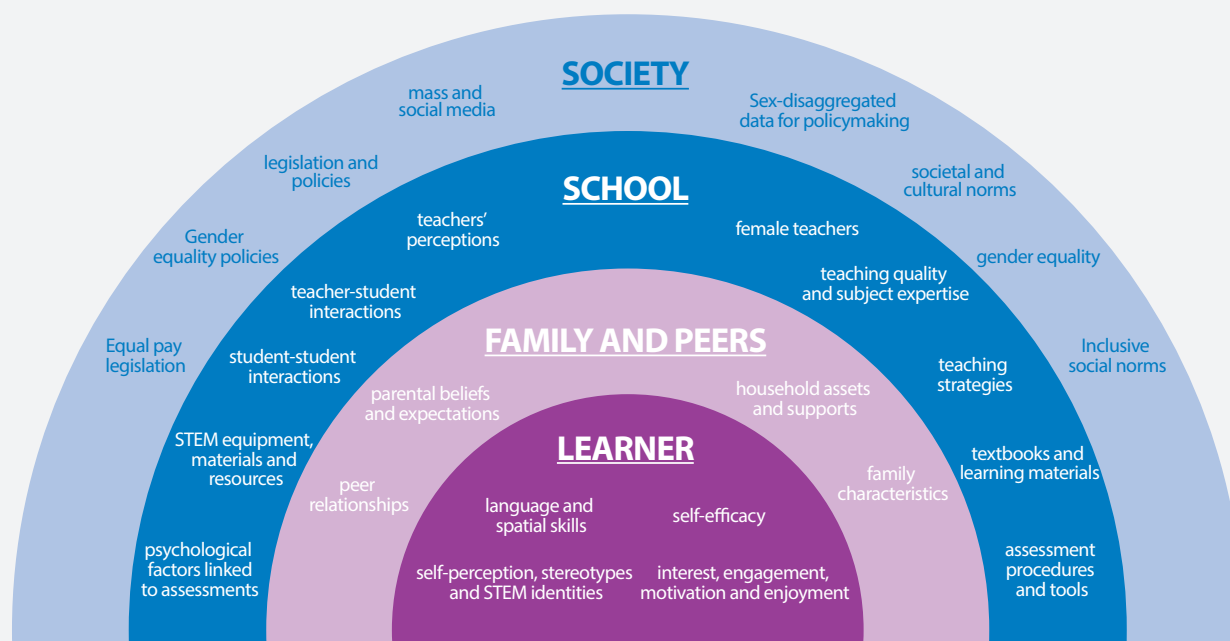 SOCIETY
mass and
social media
Sex-disaggregated
data for policymaking
legislation and
policies
societal and
cultural norms
Gender
equality policies
gender equality
Equal pay
legislation
Inclusive
social norms
SCHOOL
teachers’
perceptions
female teachers
teacher-student
interactions
teaching quality
and subject expertise
student-student
interactions
teaching
strategies
STEM equipment,
materials and
resources
textbooks and
learning materials
psychological
factors linked
to assessments
assessment
procedures
and tools
FAMILY AND PEERS
parental beliefs
and expectations
household assets
and supports
peer
relationships
family
characteristics
LEARNER
language and
spatial skills
self-efficacy
self-perception, stereotypes
and STEM identities
interest, engagement,
motivation and enjoyment